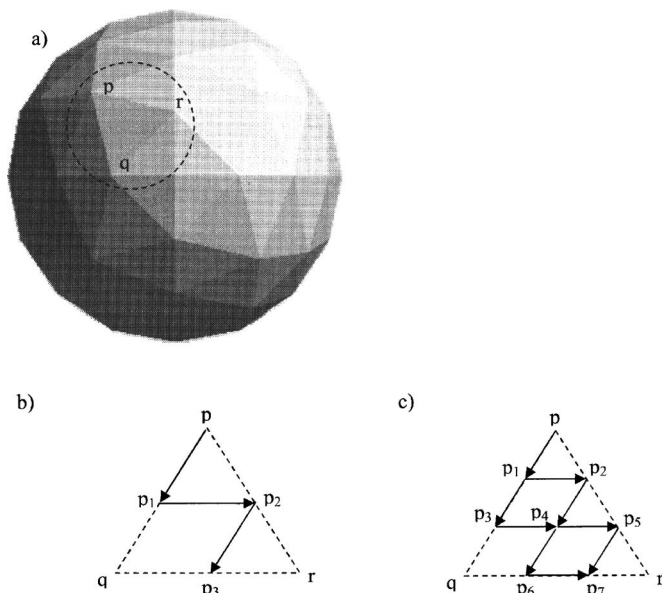 a)
p
r
q
b) c)
p p
p₁ p₂ p₁ p₂
p₃ p₄ p₅
q p₃ r q p₆ p₇ r